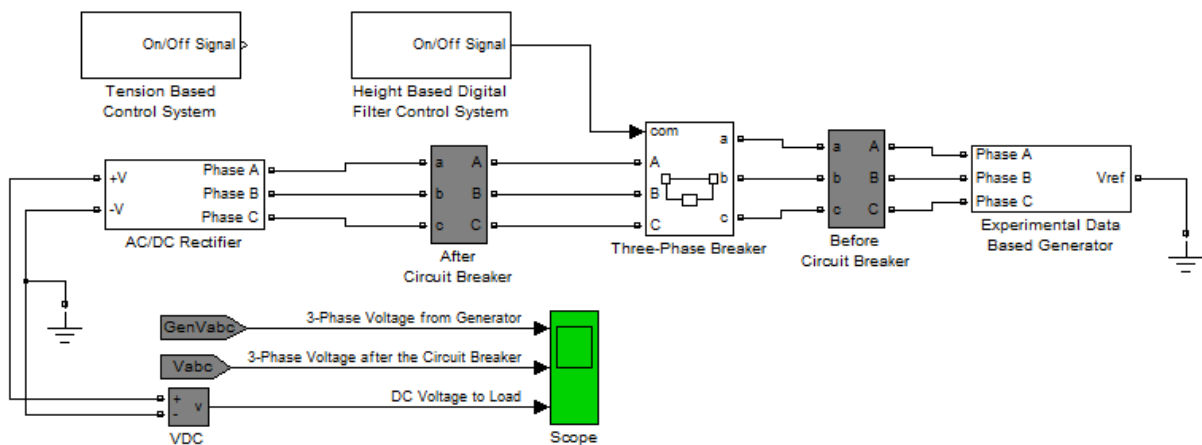 On/Off Signal
Tension Based
Control System
On/Off Signal
Height Based Digital
Filter Control System
+V
-V
Phase A
Phase B
Phase C
AC/DC Rectifier
a
b
c
A
B
C
After
Circuit Breaker
com
A
B
C
a
b
c
Three-Phase Breaker
a
b
c
A
B
C
Before
Circuit Breaker
Phase A
Phase B
Phase C
Vref
Experimental Data
Based Generator
GenVabc
3-Phase Voltage from Generator
Vabc
3-Phase Voltage after the Circuit Breaker
+
-
v
VDC
DC Voltage to Load
Scope